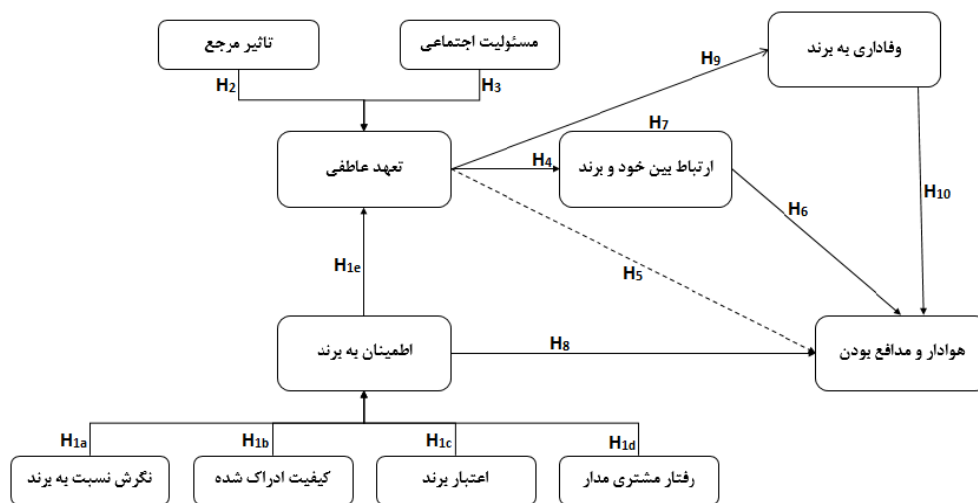 تاثیر مرجع
مسئولیت اجتماعی
وفاداری به برند
H2
H3
H9
H7
تعهد عاطفی
H4
ارتباط بین خود و برند
H10
H6
H1e
H5
اطمینان به برند
H8
هوادار و مدافع بودن
H1a
H1b
H1c
H1d
نگرش نسبت به برند
کیفیت ادراک شده
اعتبار برند
رفتار مشتری مدار